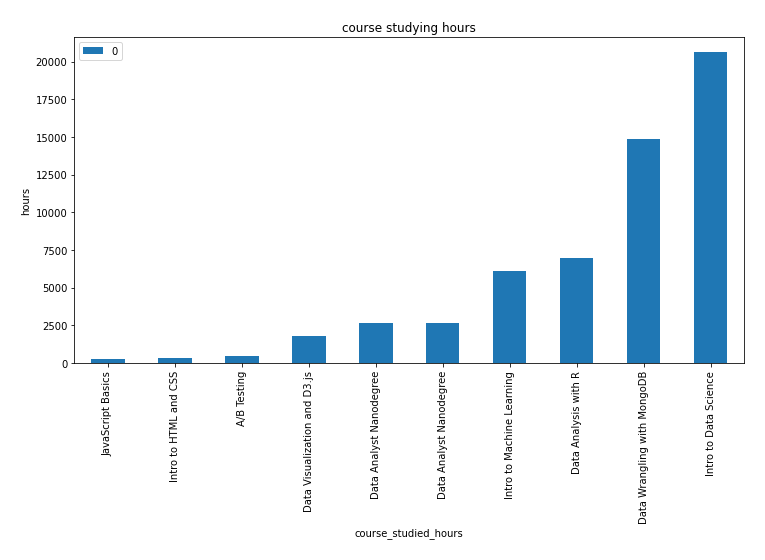 course studying hours
0
20000
17500
15000
12500
10000
7500
5000
2500
0
hours
JavaScript Basics
Intro to HTML and CSS
A/B Testing
Data Visualization and D3.js
Data Analyst Nanodegree
Data Analyst Nanodegree
Intro to Machine Learning
Data Analysis with R
Data Wrangling with MongoDB
Intro to Data Science
course_studied_hours